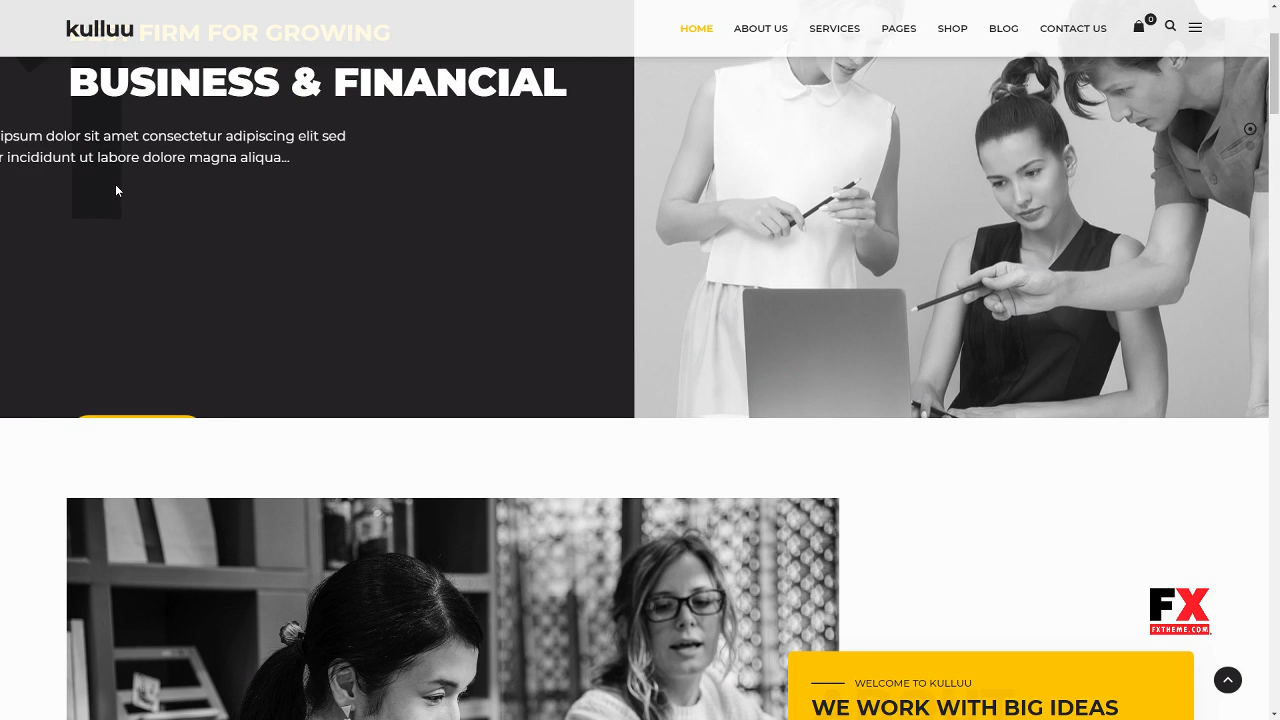 kulluu
HOME ABOUT US SERVICES PAGES SHOP BLOG CONTACT US 0
FIRM FOR GROWING
BUSINESS & FINANCIAL
ipsum dolor sit amet consectetur adipiscing elit sed
incididunt ut labore dolore magna aliqua...
FX
FXTHEME.COM
WELCOME TO KULLUU
WE WORK WITH BIG IDEAS